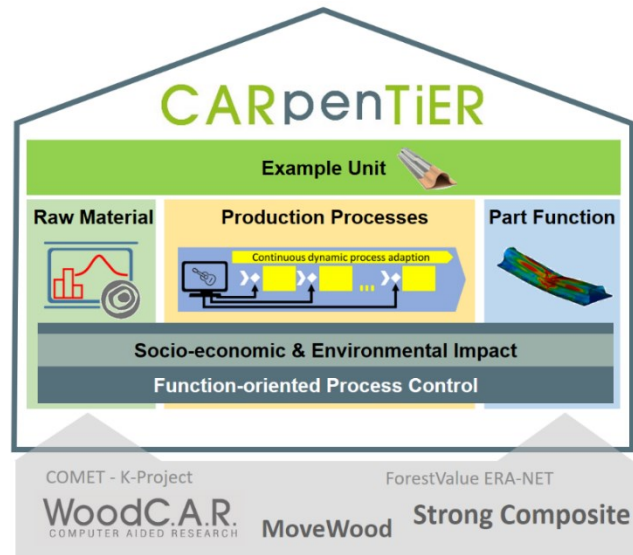 CARpenTiER
Example Unit
Raw Material
Production Processes
Part Function
Continuous dynamic process adaption
...
Socio-economic & Environmental Impact
Function-oriented Process Control
COMET - K-Project
ForestValue ERA-NET
WoodC.A.R.
COMPUTER AIDED RESEARCH
MoveWood
Strong Composite